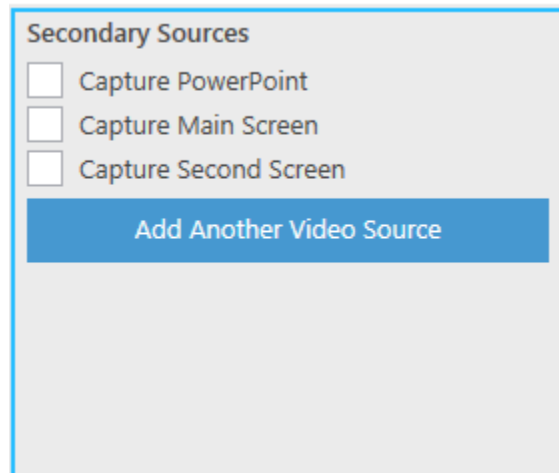 Secondary Sources
Capture PowerPoint
Capture Main Screen
Capture Second Screen
Add Another Video Source